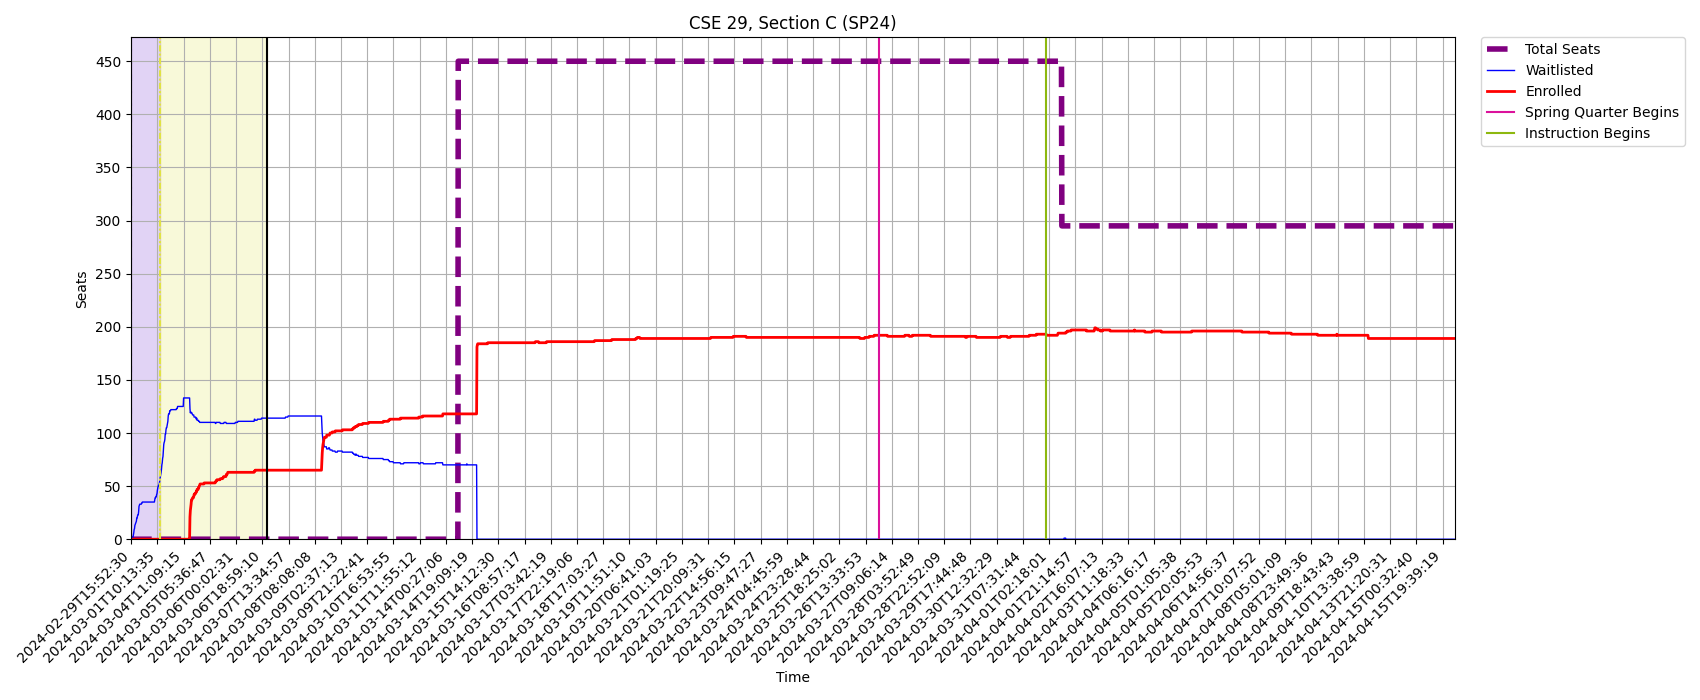 CSE 29, Section C (SP24)
Total Seats
Waitlisted
Enrolled
Spring Quarter Begins
Instruction Begins
Seats
450
400
350
300
250
200
150
100
50
0
2024-02-29T15:52:30
2024-03-01T10:13:35
2024-03-04T11:09:15
2024-03-05T05:36:47
2024-03-06T00:02:31
2024-03-06T18:59:10
2024-03-07T13:34:57
2024-03-08T08:08:08
2024-03-09T02:37:13
2024-03-09T21:22:41
2024-03-10T16:53:55
2024-03-11T11:55:12
2024-03-14T00:27:06
2024-03-14T19:09:19
2024-03-15T14:12:30
2024-03-16T08:57:17
2024-03-17T03:42:19
2024-03-17T22:19:06
2024-03-18T17:03:27
2024-03-19T11:51:10
2024-03-20T06:41:03
2024-03-21T01:19:25
2024-03-21T20:09:31
2024-03-22T14:56:15
2024-03-23T09:47:27
2024-03-24T04:45:59
2024-03-24T23:28:44
2024-03-25T18:25:02
2024-03-26T13:33:53
2024-03-27T09:06:14
2024-03-28T03:52:49
2024-03-28T22:52:09
2024-03-29T17:44:48
2024-03-30T12:32:29
2024-03-31T07:31:44
2024-04-01T02:18:01
2024-04-01T21:14:57
2024-04-02T16:07:13
2024-04-03T11:18:33
2024-04-04T06:16:17
2024-04-05T01:05:38
2024-04-05T20:05:53
2024-04-06T14:56:37
2024-04-07T10:07:52
2024-04-08T05:01:09
2024-04-08T23:49:36
2024-04-09T18:43:43
2024-04-10T13:38:59
2024-04-13T21:20:31
2024-04-15T00:32:40
2024-04-15T19:39:19
Time